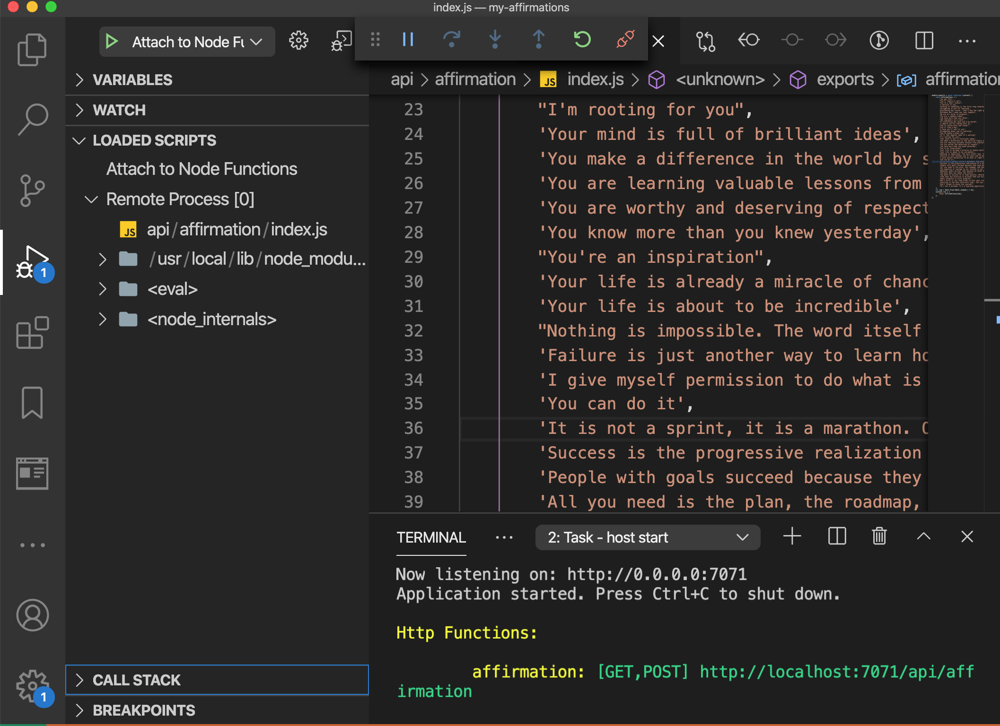 index.js — my-affirmations
Attach to Node Fu
VARIABLES
WATCH
LOADED SCRIPTS
Attach to Node Functions
Remote Process [0]
JS api/affirmation/index.js
/usr/local/lib/node_modu...
<eval>
<node_internals>
1
1
CALL STACK
BREAKPOINTS
api > affirmation > JS index.js > <unknown> > exports > affirmation
23 "I'm rooting for you",
24 'Your mind is full of brilliant ideas',
25 'You make a difference in the world by s
26 'You are learning valuable lessons from
27 'You are worthy and deserving of respect
28 'You know more than you knew yesterday',
29 "You're an inspiration",
30 'Your life is already a miracle of chanc
31 'Your life is about to be incredible',
32 "Nothing is impossible. The word itself
33 'Failure is just another way to learn ho
34 'I give myself permission to do what is
35 'You can do it',
36 'It is not a sprint, it is a marathon. O
37 'Success is the progressive realization
38 'People with goals succeed because they
39 'All you need is the plan, the roadmap,
TERMINAL
2: Task - host start
Now listening on: http://0.0.0.0:7071
Application started. Press Ctrl+C to shut down.
Http Functions:
affirmation: [GET,POST] http://localhost:7071/api/aff
irmation